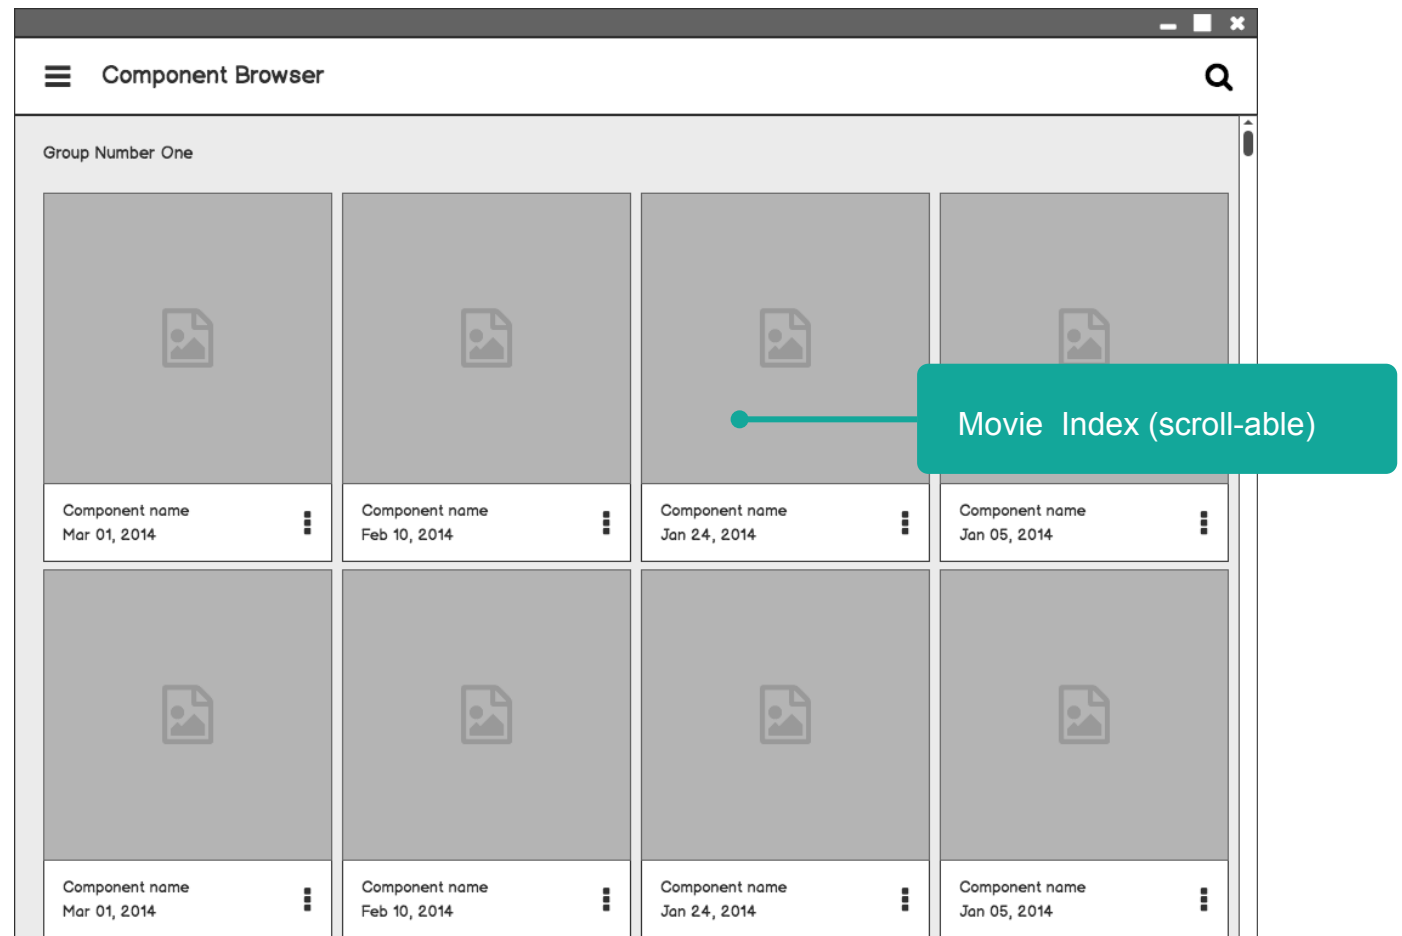 Component Browser
Group Number One
Movie  Index (scroll-able)
Component name
Mar 01, 2014
Component name
Feb 10, 2014
Component name
Jan 24, 2014
Component name
Jan 05, 2014
Component name
Mar 01, 2014
Component name
Feb 10, 2014
Component name
Jan 24, 2014
Component name
Jan 05, 2014